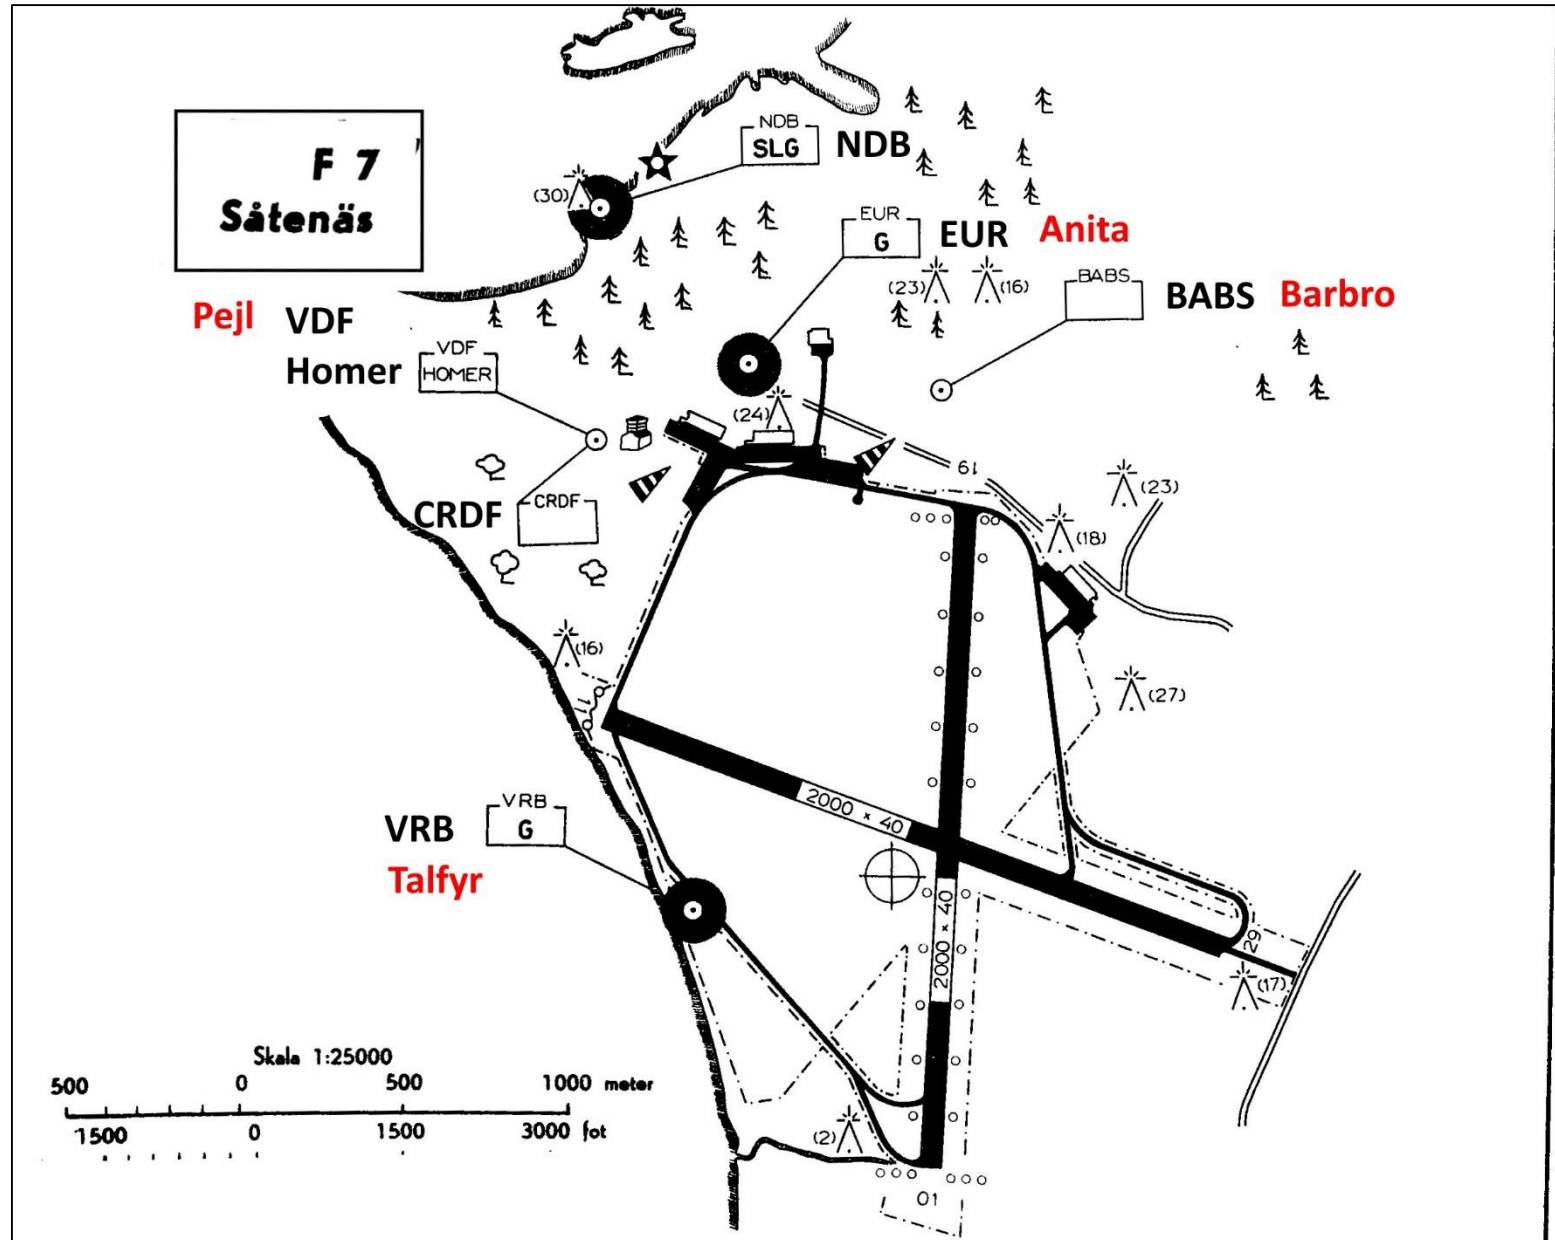 F 7
Såtenäs
NDB
SLG
NDB
(30)
EUR
G
EUR
Anita
(23)
(16)
BABS
BABS
Barbro
Pejl
VDF
Homer
VDF
HOMER
(24)
CRDF
CRDF
19
(23)
(18)
(16)
11
(27)
2000 × 40
VRB
VRB
G
Talfyr
2000 × 40
29
(17)
Skala 1:25000
500 0 500 1000 meter
1500 0 1500 3000 fot
(2)
01